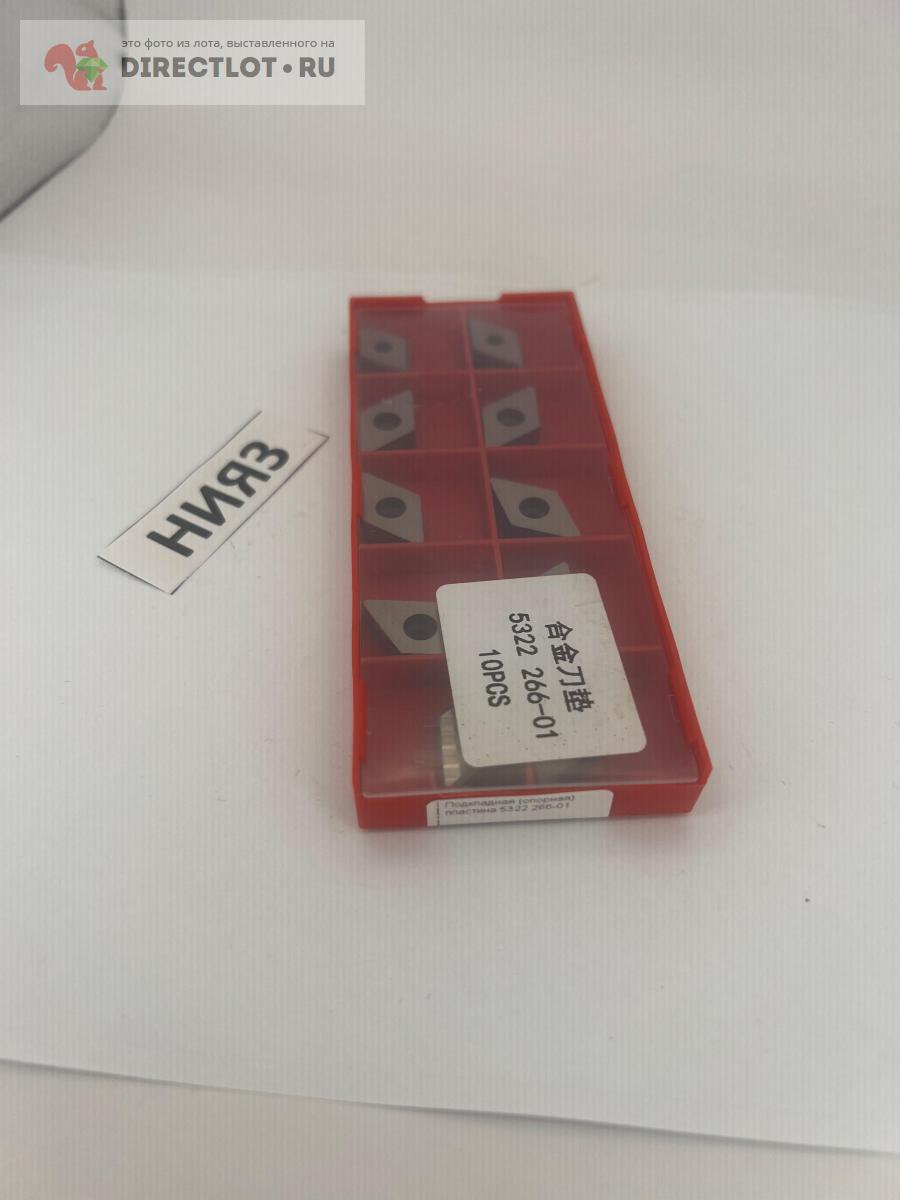 это фото из лота, выставленного на
DIRECTLOT.RU
НИЯЗ
合金刀垫
5322 266-01
10PCS
Подкладная (опорная)
пластина 5322 266-01